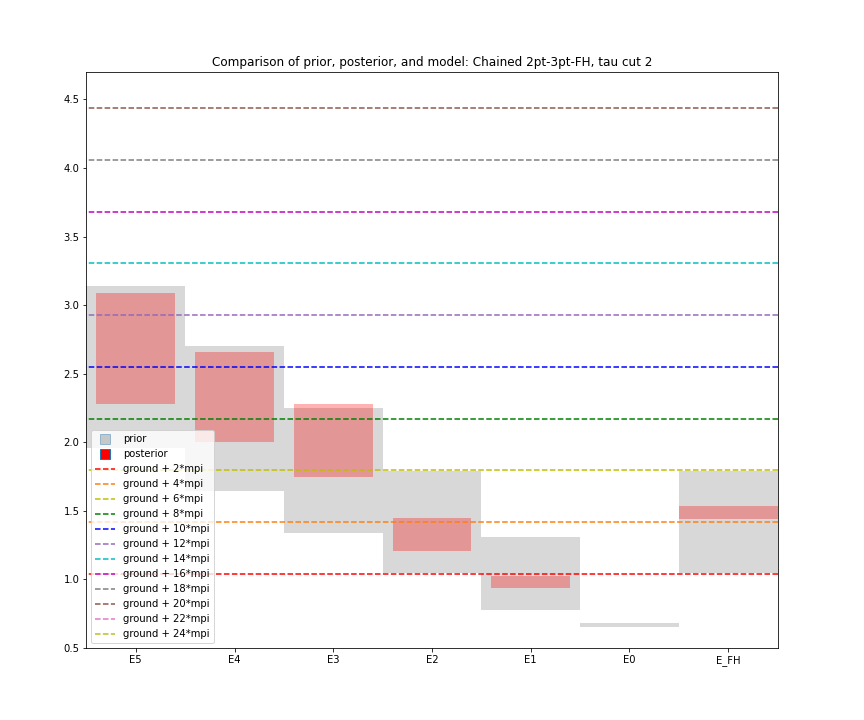 Comparison of prior, posterior, and model: Chained 2pt-3pt-FH, tau cut 2
4.5
4.0
3.5
3.0
2.5
2.0
1.5
1.0
0.5
prior
posterior
ground + 2*mpi
ground + 4*mpi
ground + 6*mpi
ground + 8*mpi
ground + 10*mpi
ground + 12*mpi
ground + 14*mpi
ground + 16*mpi
ground + 18*mpi
ground + 20*mpi
ground + 22*mpi
ground + 24*mpi
E5 E4 E3 E2 E1 E0 E_FH